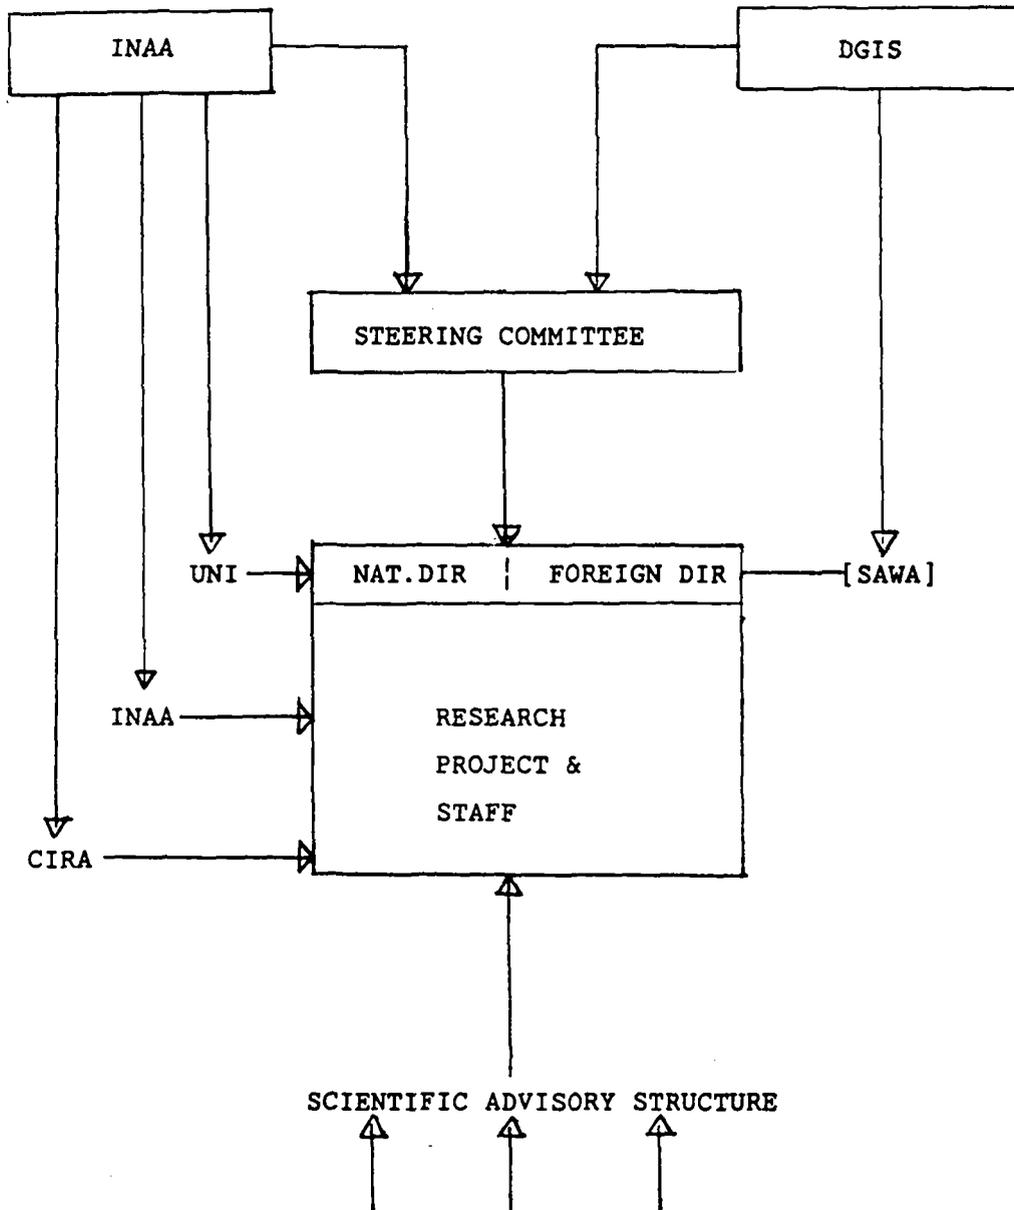 INAA
DGIS
STEERING COMMITTEE
UNI
NAT.DIR
FOREIGN DIR
[SAWA]
INAA
RESEARCH
PROJECT &
STAFF
CIRA
SCIENTIFIC ADVISORY STRUCTURE